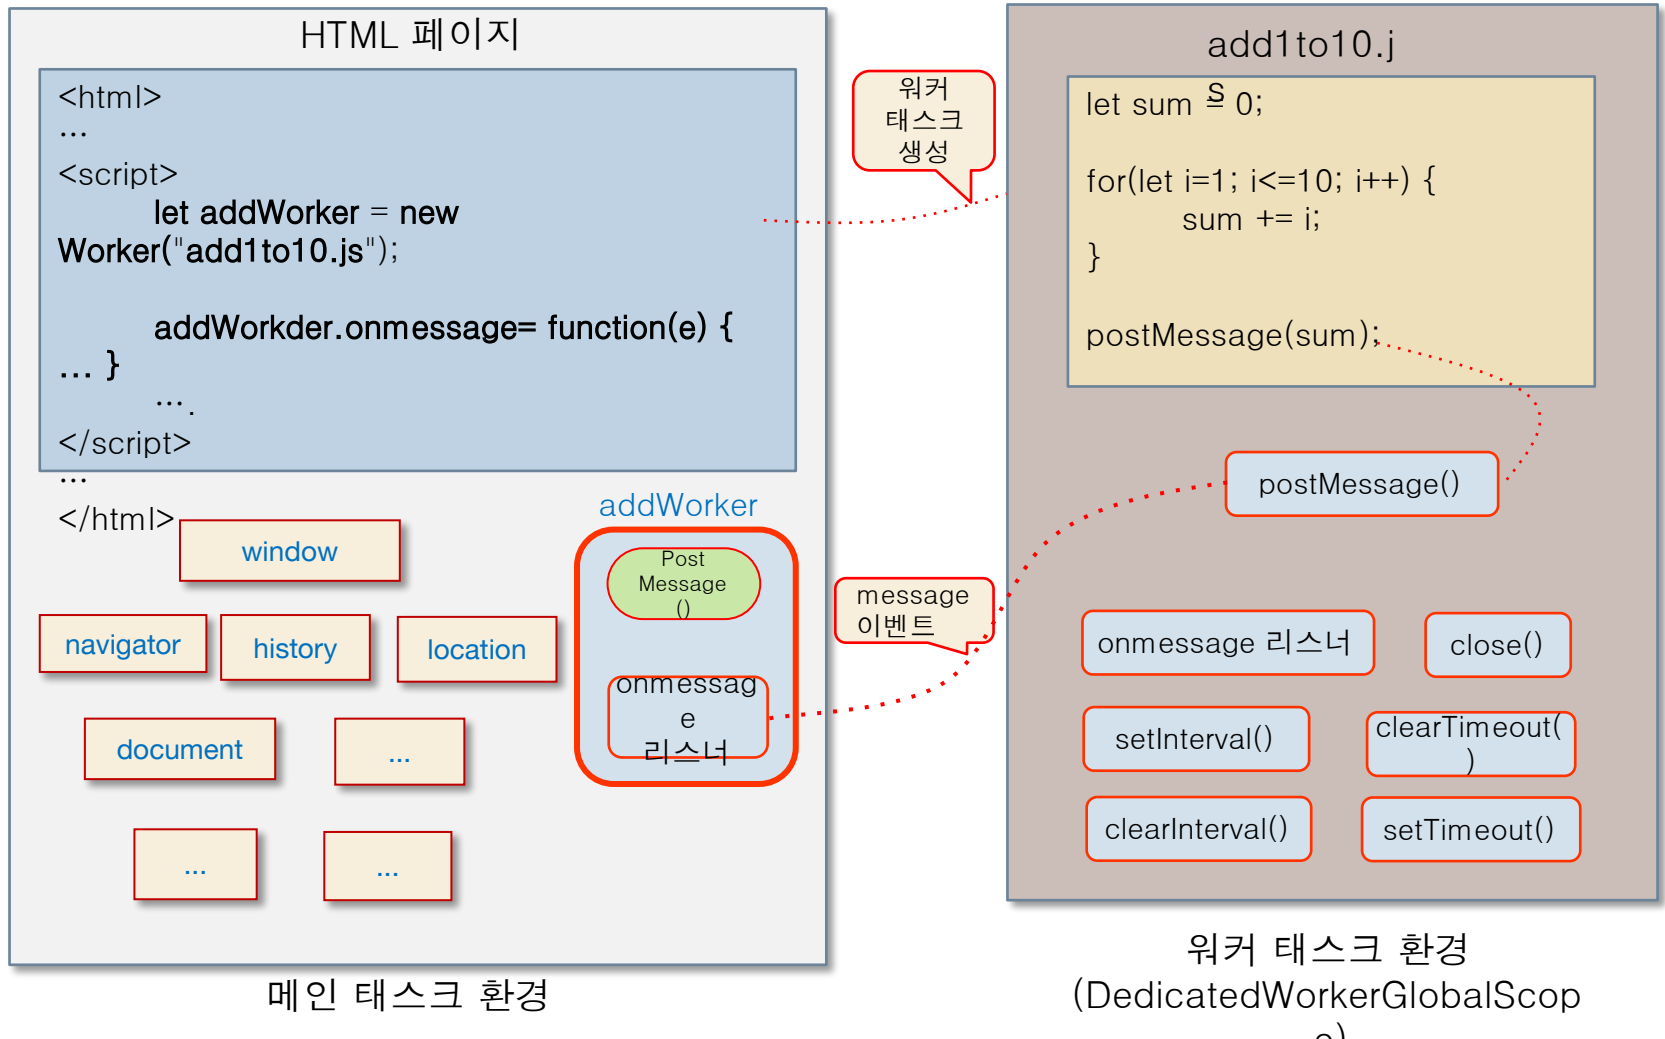 HTML 페이지
<html>
...
<script>
let addWorker = new
Worker("add1to10.js");
addWorkder.onmessage= function(e) {
... }
....
</script>
...
</html>
window
navigator
history
location
document
...
...
...
addWorker
Post
Message
()
onmessag
e
리스너
메인 태스크 환경
워커
태스크
생성
message
이벤트
add1to10.j
s
let sum = 0;
for(let i=1; i<=10; i++) {
sum += i;
}
postMessage(sum);
postMessage()
onmessage 리스너
close()
setInterval()
clearTimeout(
)
clearInterval()
setTimeout()
워커 태스크 환경
(DedicatedWorkerGlobalScop
e)